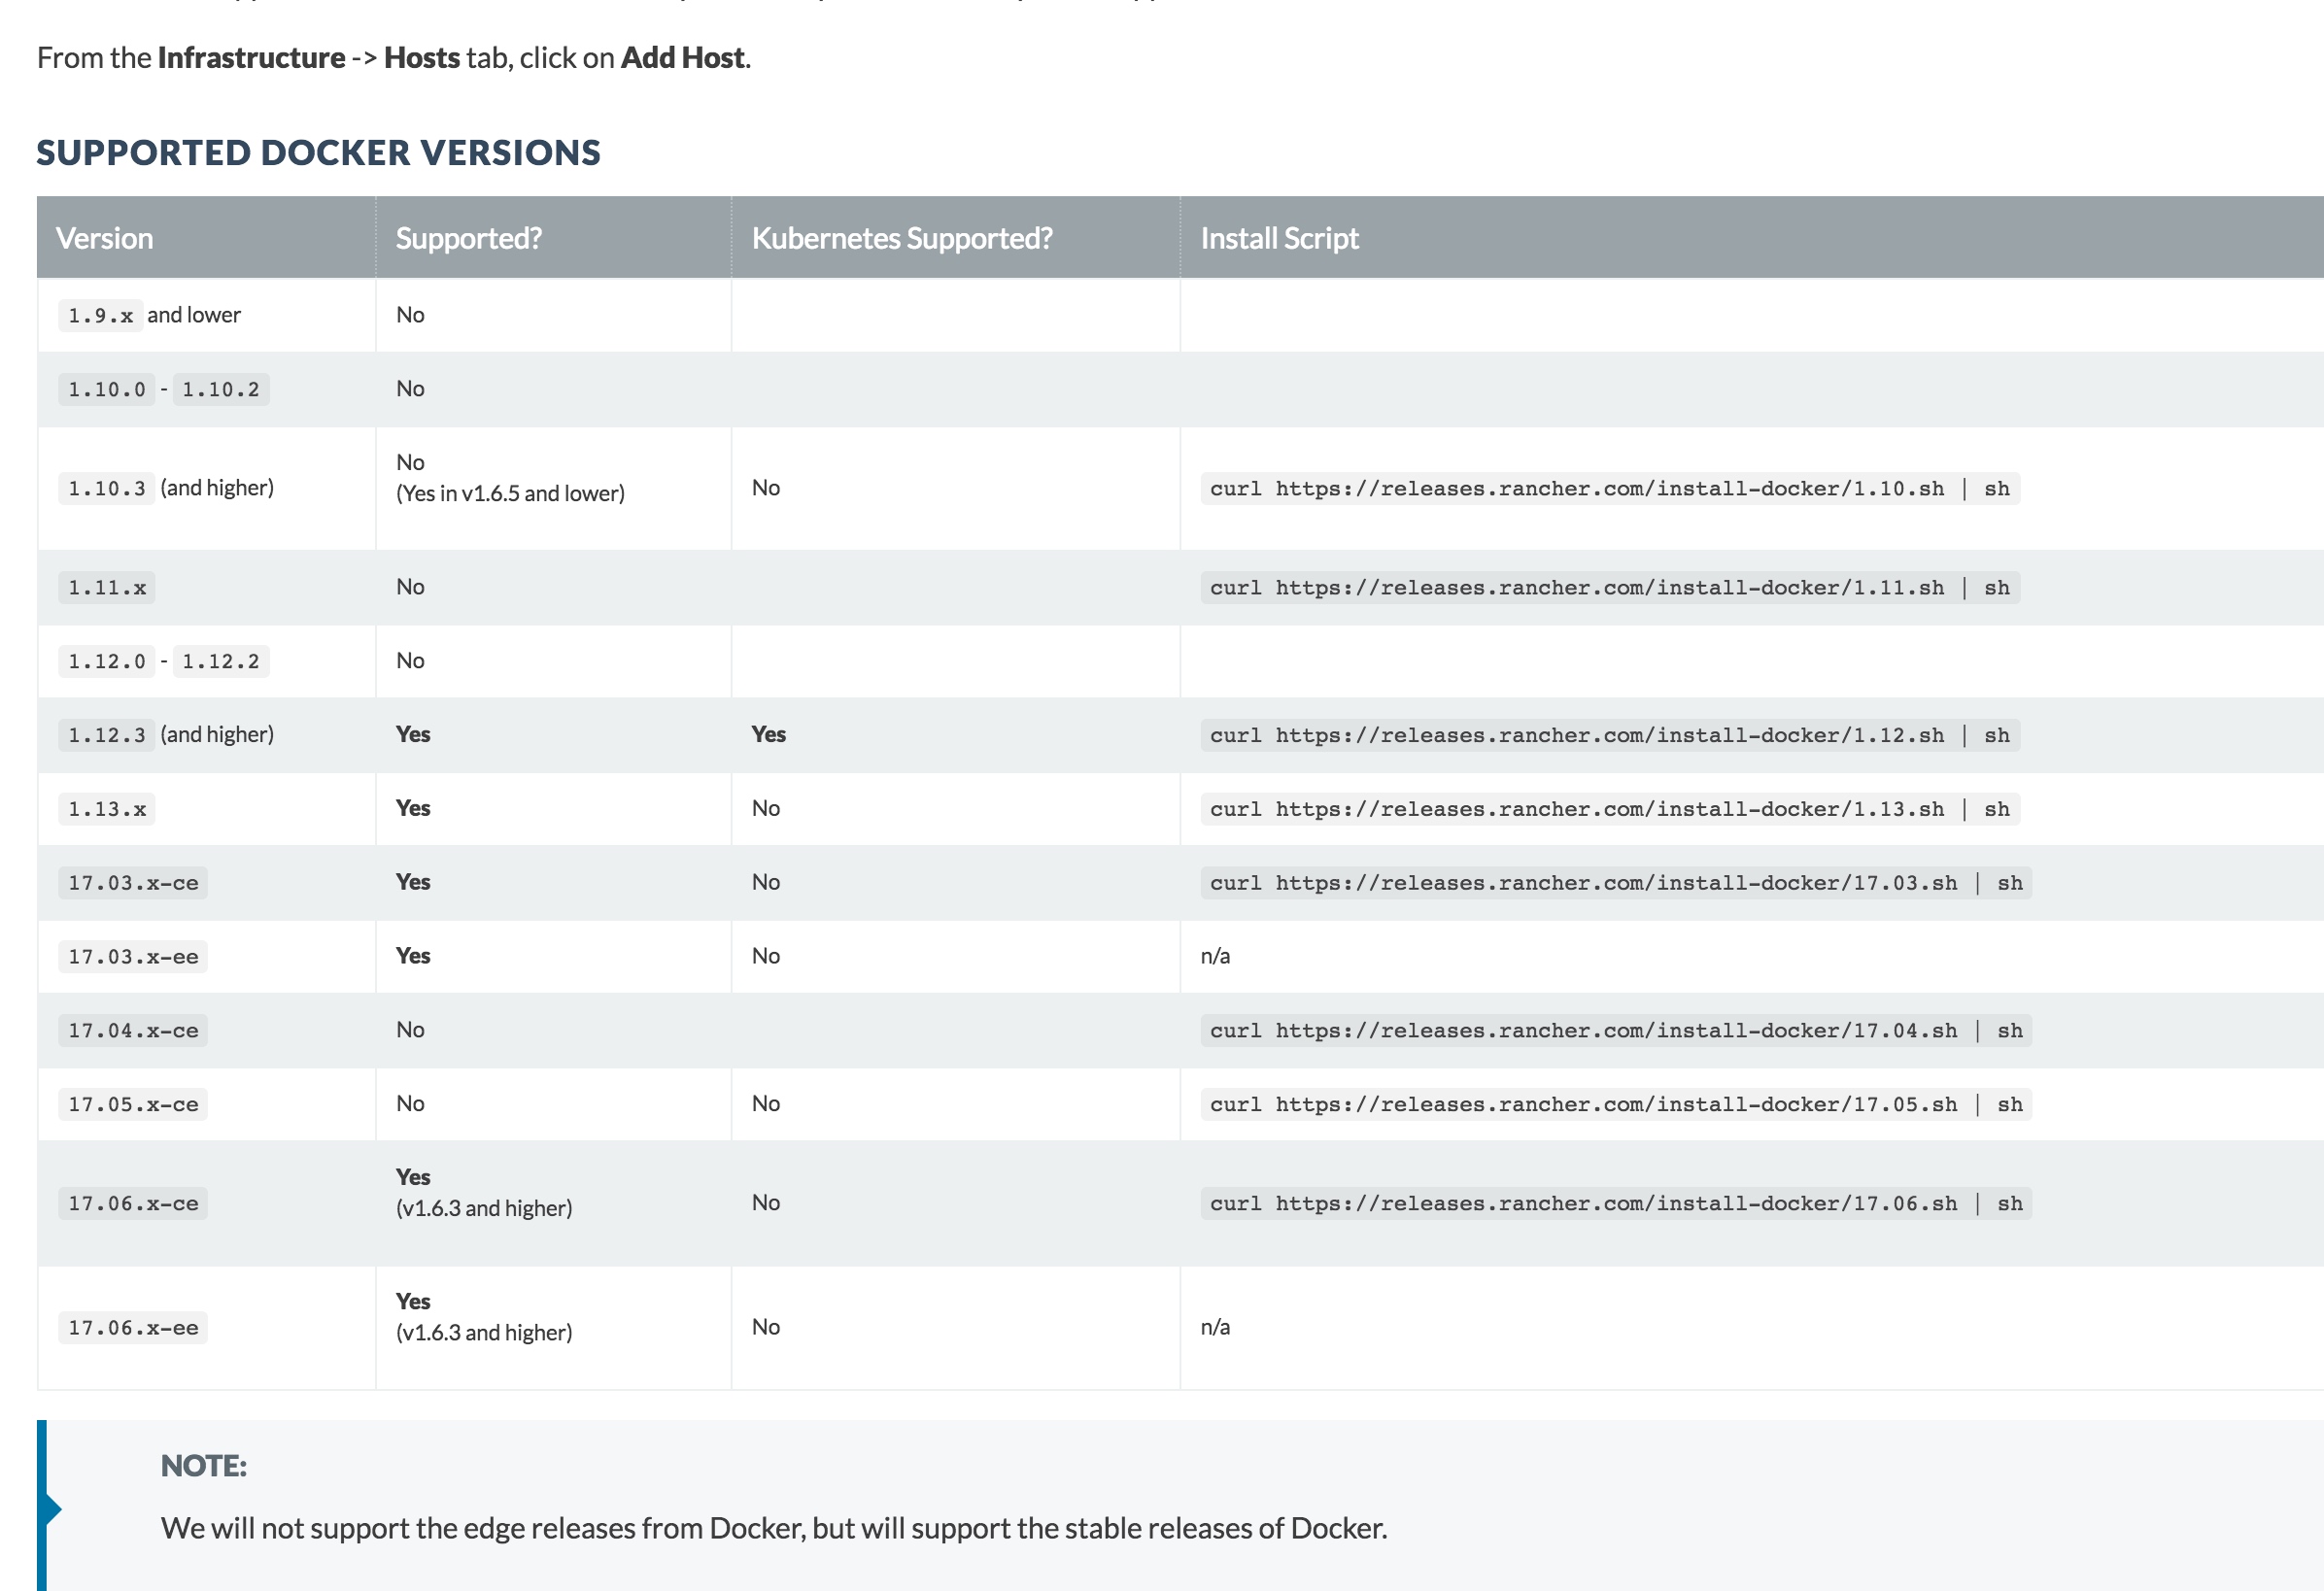 From the Infrastructure -> Hosts tab, click on Add Host.
SUPPORTED DOCKER VERSIONS
Version Supported? Kubernetes Supported? Install Script
1.9.x and lower No
1.10.0 - 1.10.2 No
1.10.3 (and higher) No (Yes in v1.6.5 and lower) No curl https://releases.rancher.com/install-docker/1.10.sh | sh
1.11.x No curl https://releases.rancher.com/install-docker/1.11.sh | sh
1.12.0 - 1.12.2 No
1.12.3 (and higher) Yes Yes curl https://releases.rancher.com/install-docker/1.12.sh | sh
1.13.x Yes No curl https://releases.rancher.com/install-docker/1.13.sh | sh
17.03.x-ce Yes No curl https://releases.rancher.com/install-docker/17.03.sh | sh
17.03.x-ee Yes No n/a
17.04.x-ce No curl https://releases.rancher.com/install-docker/17.04.sh | sh
17.05.x-ce No No curl https://releases.rancher.com/install-docker/17.05.sh | sh
17.06.x-ce Yes (v1.6.3 and higher) No curl https://releases.rancher.com/install-docker/17.06.sh | sh
17.06.x-ee Yes (v1.6.3 and higher) No n/a
NOTE:
We will not support the edge releases from Docker, but will support the stable releases of Docker.